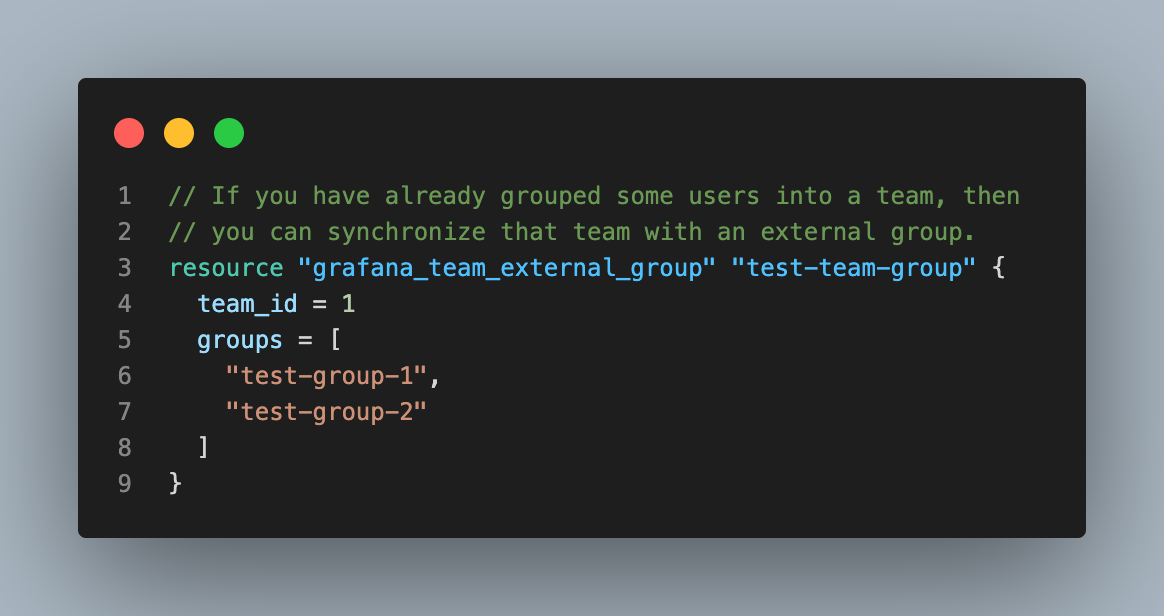 1 // If you have already grouped some users into a team, then
2 // you can synchronize that team with an external group.
3 resource "grafana_team_external_group" "test-team-group" {
4   team_id = 1
5   groups = [
6     "test-group-1",
7     "test-group-2"
8   ]
9 }